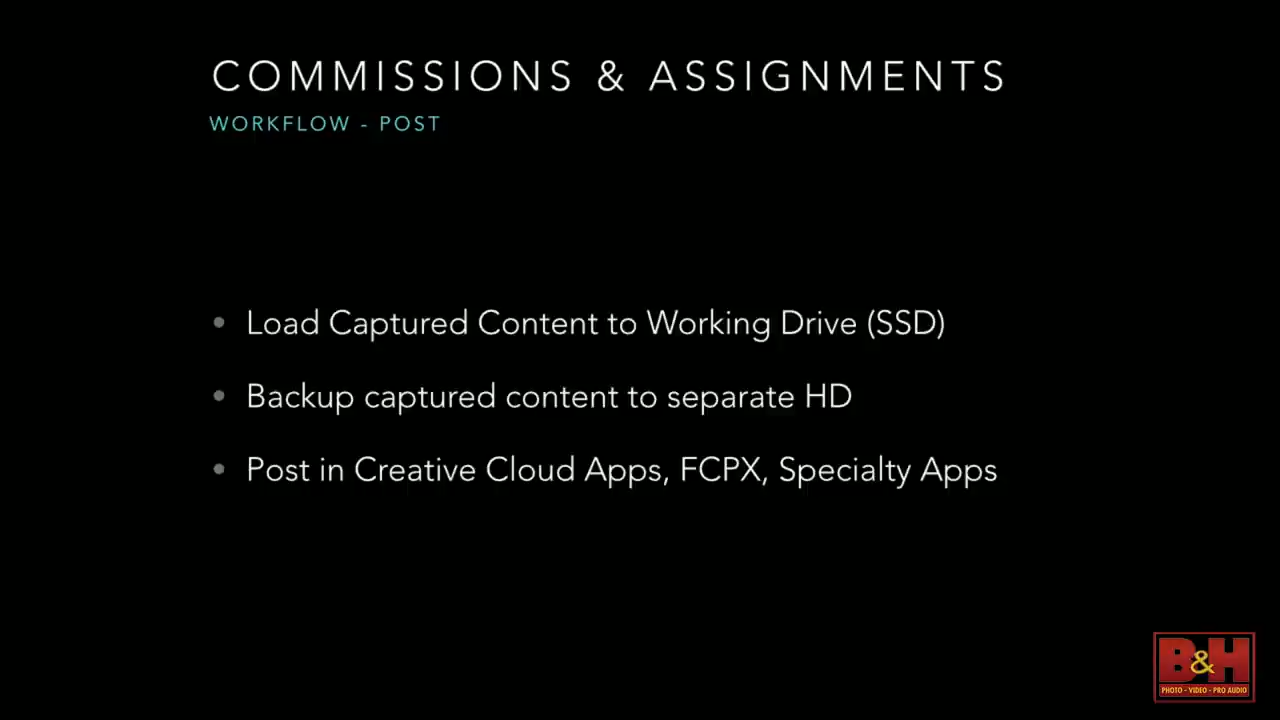 COMMISSIONS & ASSIGNMENTS
WORKFLOW - POST
• Load Captured Content to Working Drive (SSD)
• Backup captured content to separate HD
• Post in Creative Cloud Apps, FCPX, Specialty Apps
B&H
PHOTO - VIDEO - PRO AUDIO